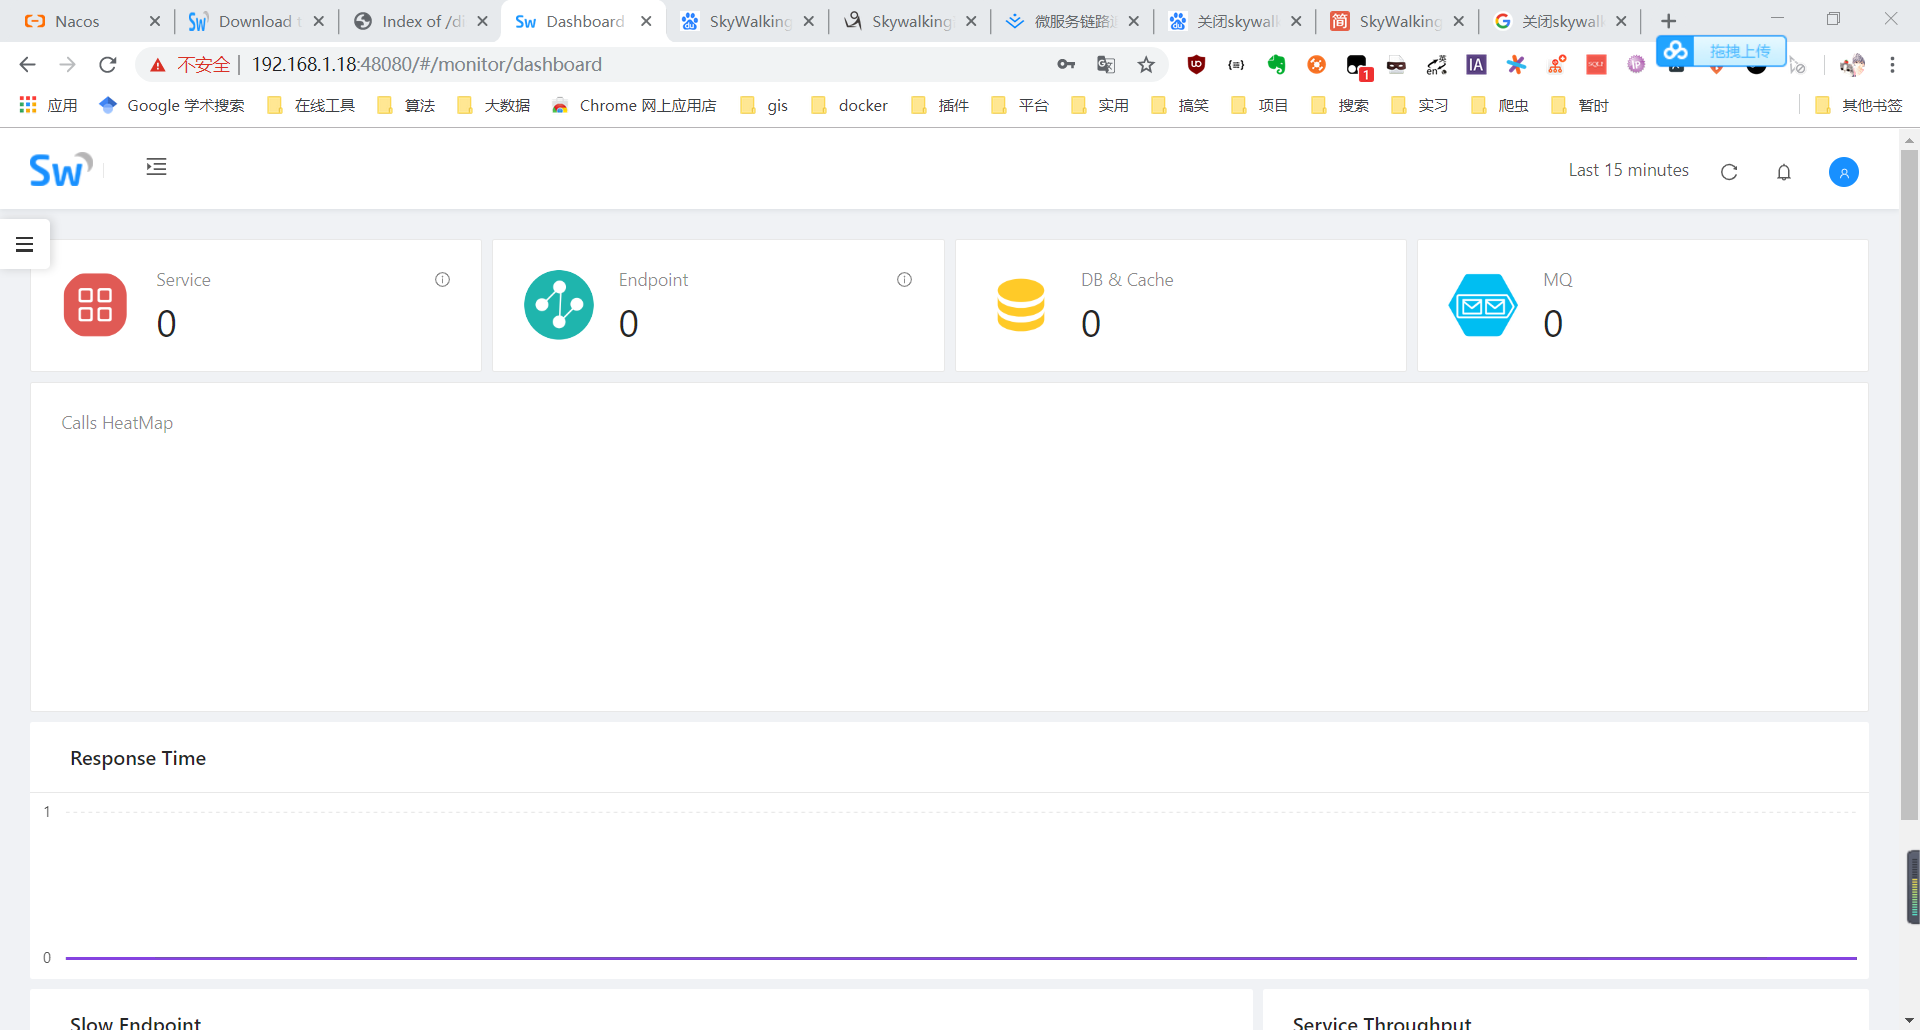 Nacos
Download t
Index of /di
Dashboard
SkyWalking
Skywalking
微服务链路追
关闭skywalk
SkyWalking
关闭skywalk
拖拽上传
不安全 192.168.1.18:48080/#/monitor/dashboard
应用 Google 学术搜索 在线工具 算法 大数据 Chrome 网上应用店 gis docker 插件 平台 实用 搞笑 项目 搜索 实习 爬虫 暂时 其他书签
Sw
Last 15 minutes
Service
0
Endpoint
0
DB & Cache
0
MQ
0
Calls HeatMap
Response Time
1
0
Slow Endpoint
Service Throughput